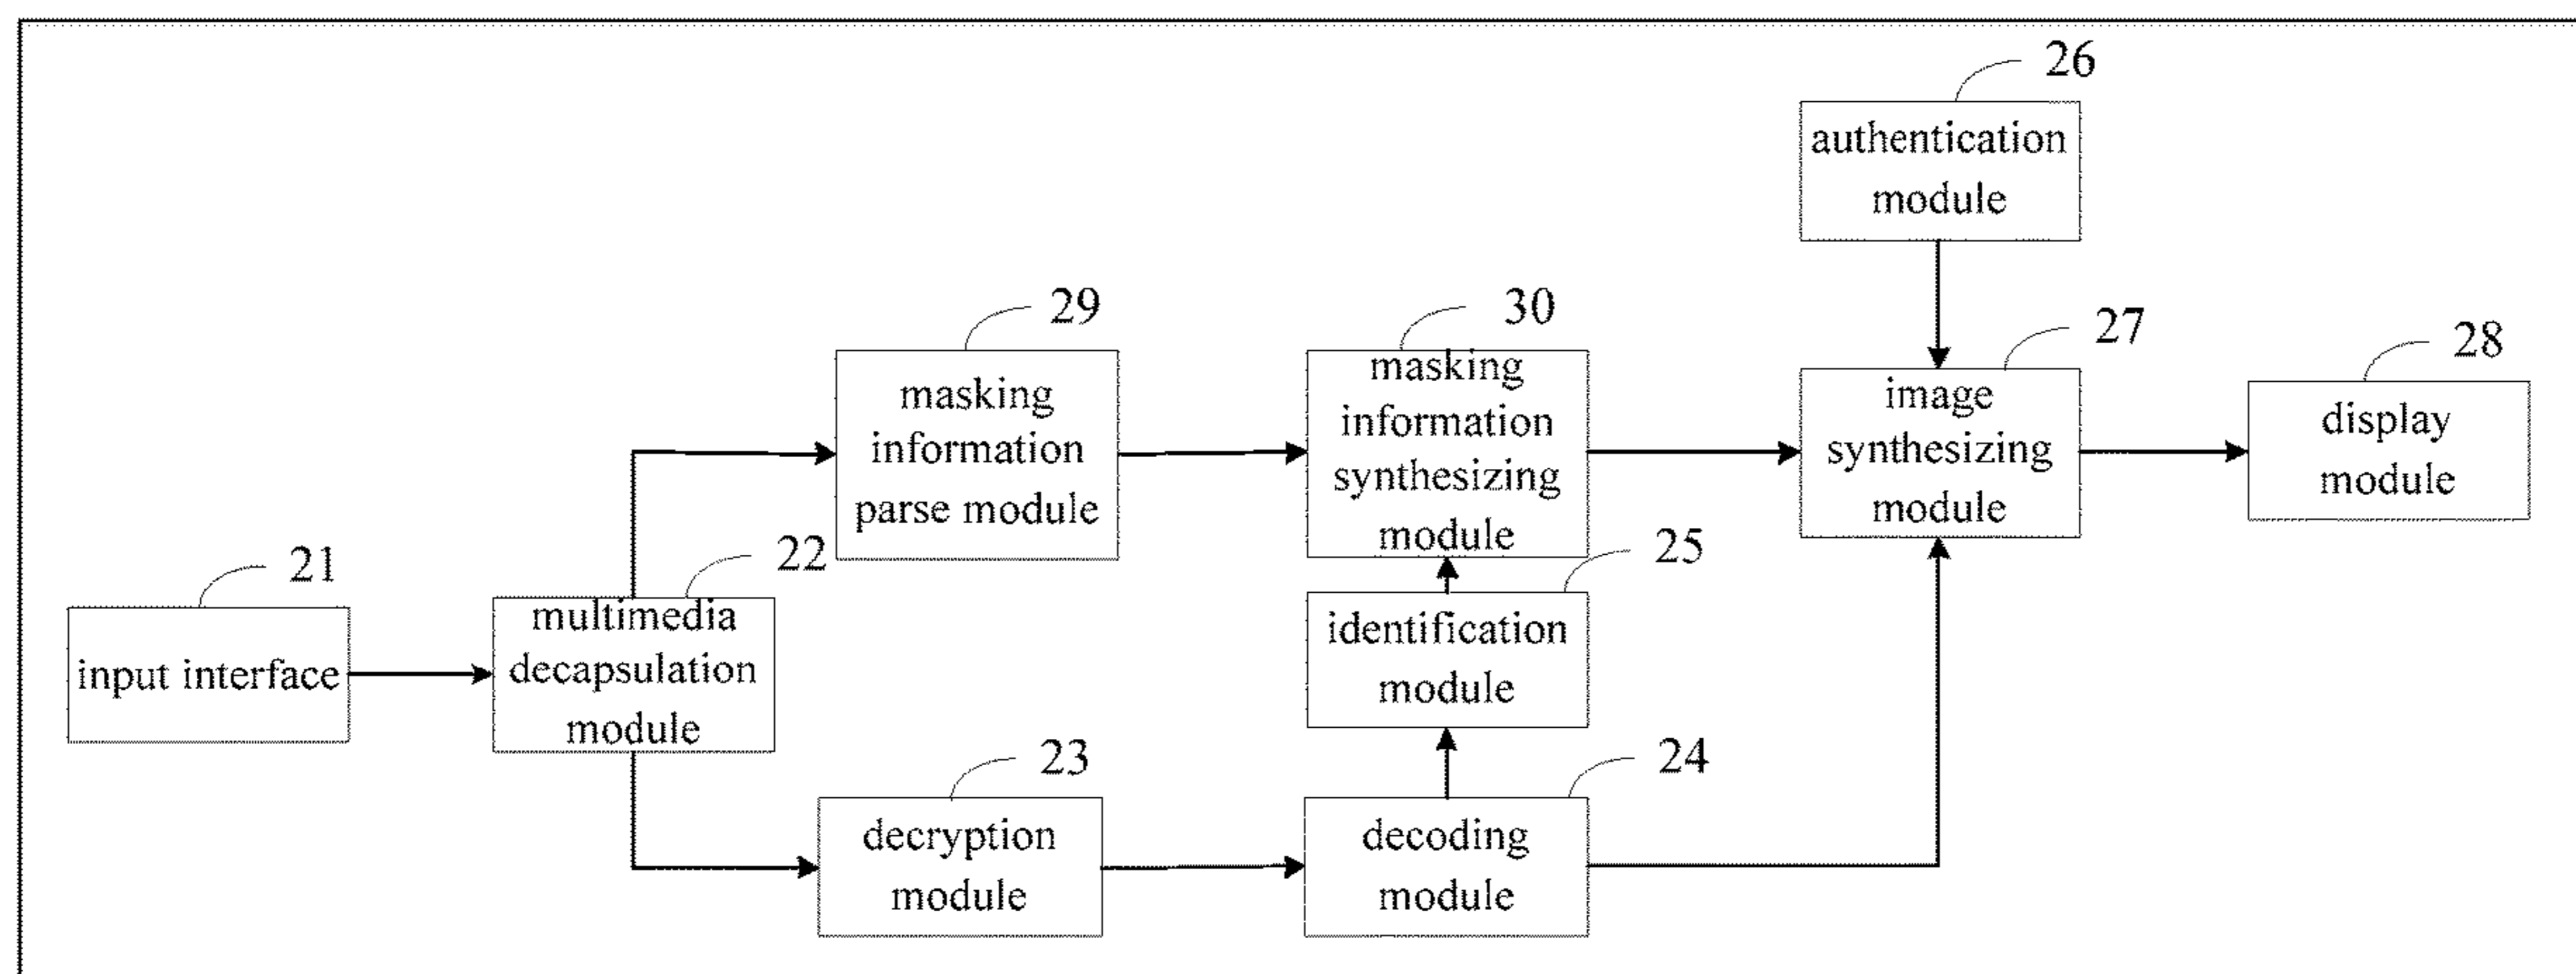 26
authentication
module
29
masking
information
parse module
30
masking
information
synthesizing
module
27
image
synthesizing
module
28
display
module
21
input interface
22
multimedia
decapsulation
module
25
identification
module
23
decryption
module
24
decoding
module